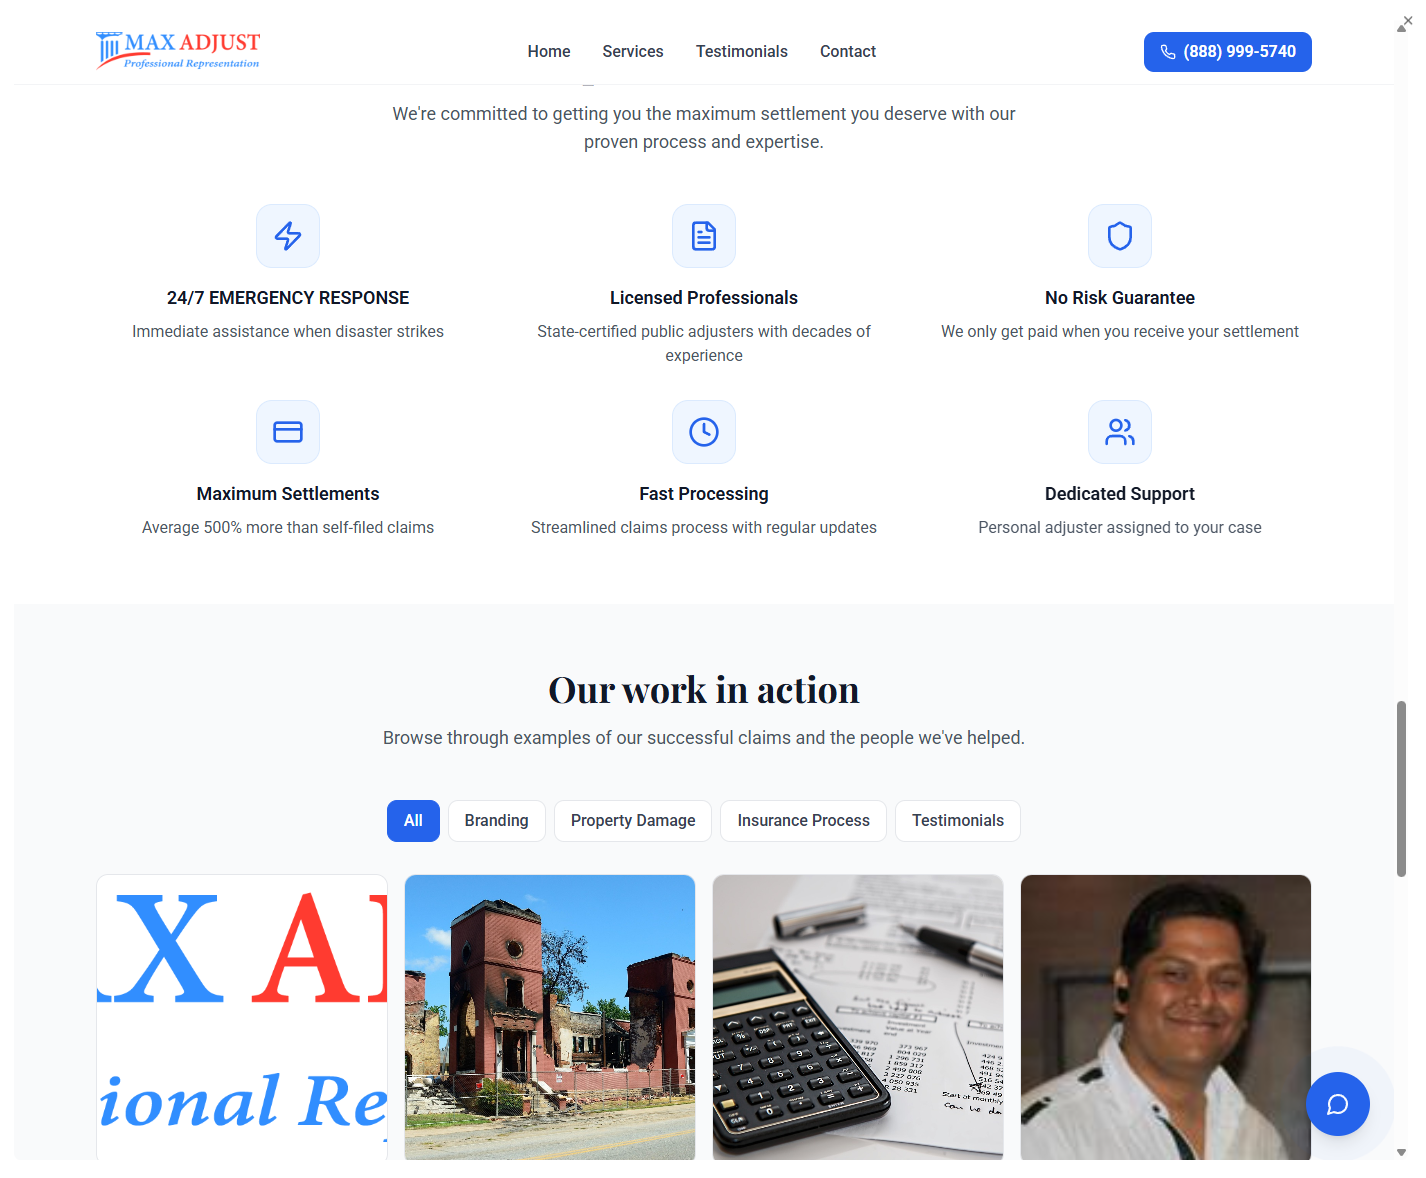 MAX ADJUST
Professional Representation
Home
Services
Testimonials
Contact
(888) 999-5740
We're committed to getting you the maximum settlement you deserve with our
proven process and expertise.
24/7 EMERGENCY RESPONSE
Immediate assistance when disaster strikes
Licensed Professionals
State-certified public adjusters with decades of
experience
No Risk Guarantee
We only get paid when you receive your settlement
Maximum Settlements
Average 500% more than self-filed claims
Fast Processing
Streamlined claims process with regular updates
Dedicated Support
Personal adjuster assigned to your case
Our work in action
Browse through examples of our successful claims and the people we've helped.
All
Branding
Property Damage
Insurance Process
Testimonials
X A
ional Re